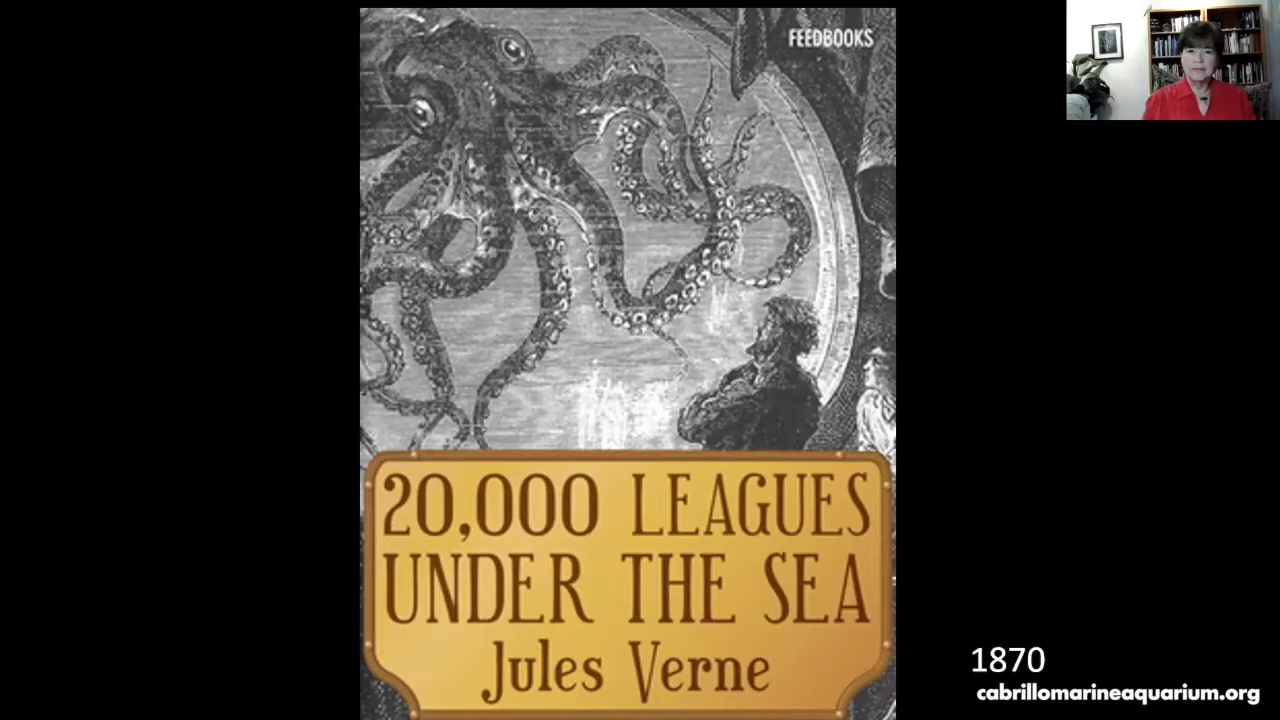 FEEDBOOKS
20,000 LEAGUES
UNDER THE SEA
Jules Verne
1870
cabrillomarineaquarium.org